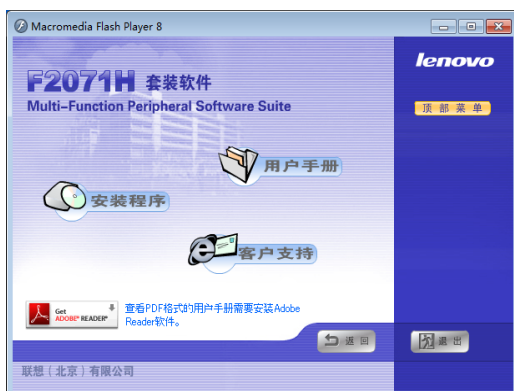 Macromedia Flash Player 8
lenovo
F2071H 套装软件
Multi-Function Peripheral Software Suite
顶部菜单
用户手册
安装程序
客户支持
Get
ADOBE® READER®
查看PDF格式的用户手册需要安装Adobe
Reader软件。
返回
退出
联想（北京）有限公司